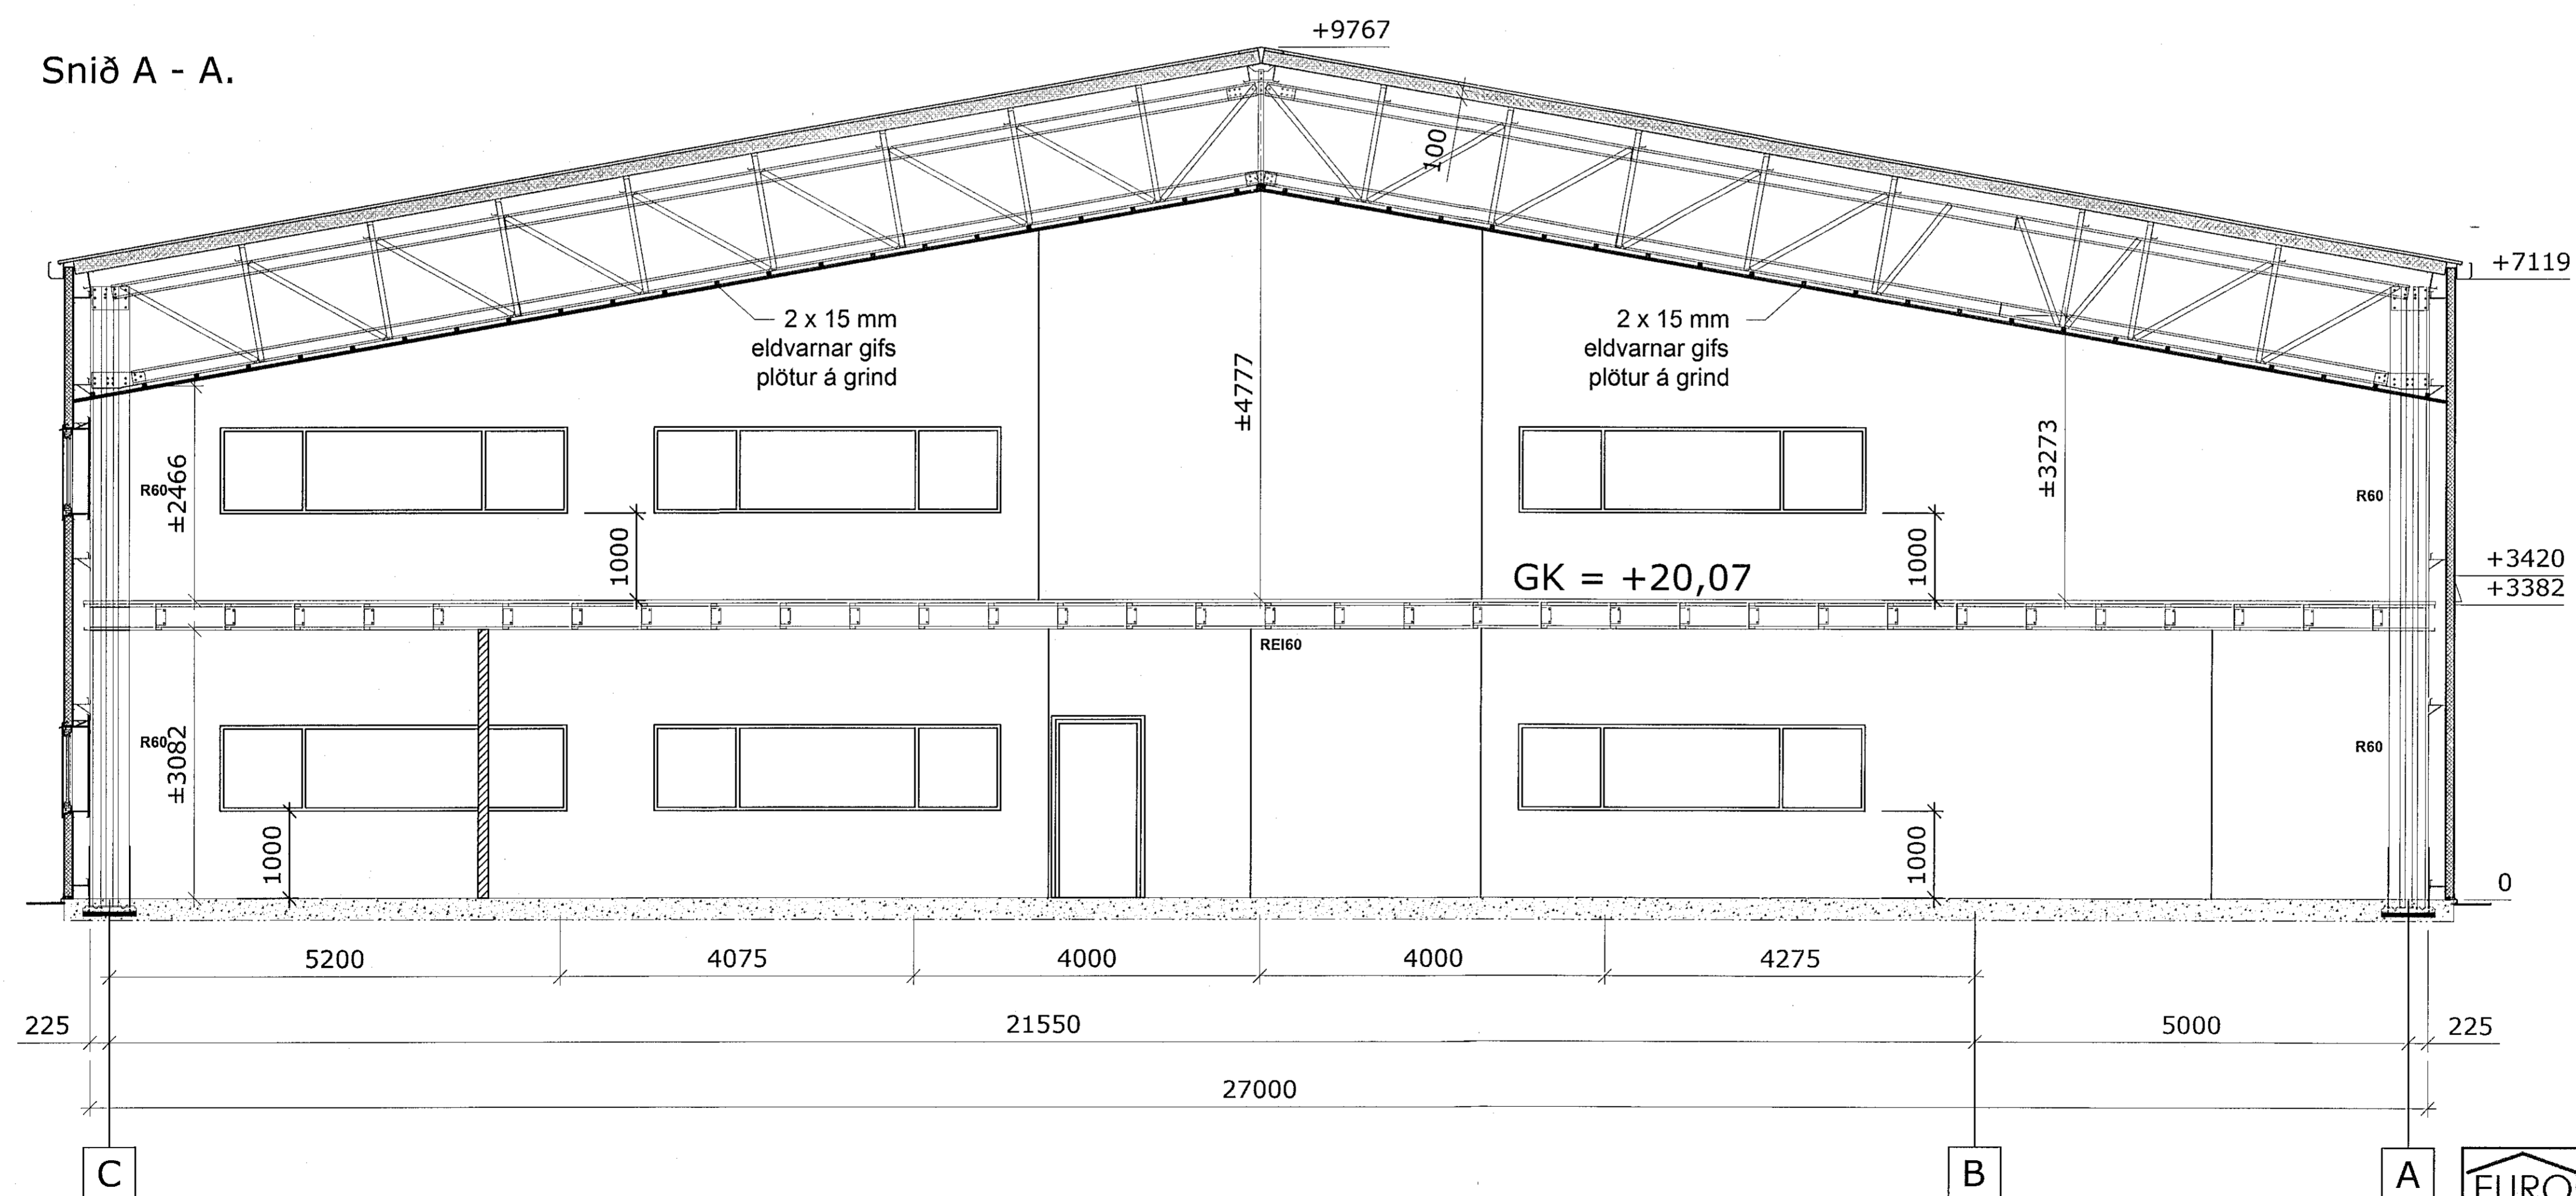 +9767
Snið A - A.
100
+7119
2 x 15 mm
eldvarnar gifs
plötur á grind
2 x 15 mm
eldvarnar gifs
plötur á grind
±4777
±3273
R60
±2466
R60
1000
1000
GK = +20,07
+3420
+3382
REI60
R60
±3082
R60
1000
1000
0
5200
4075
4000
4000
4275
225
21550
5000
225
27000
C
B
A
EURO